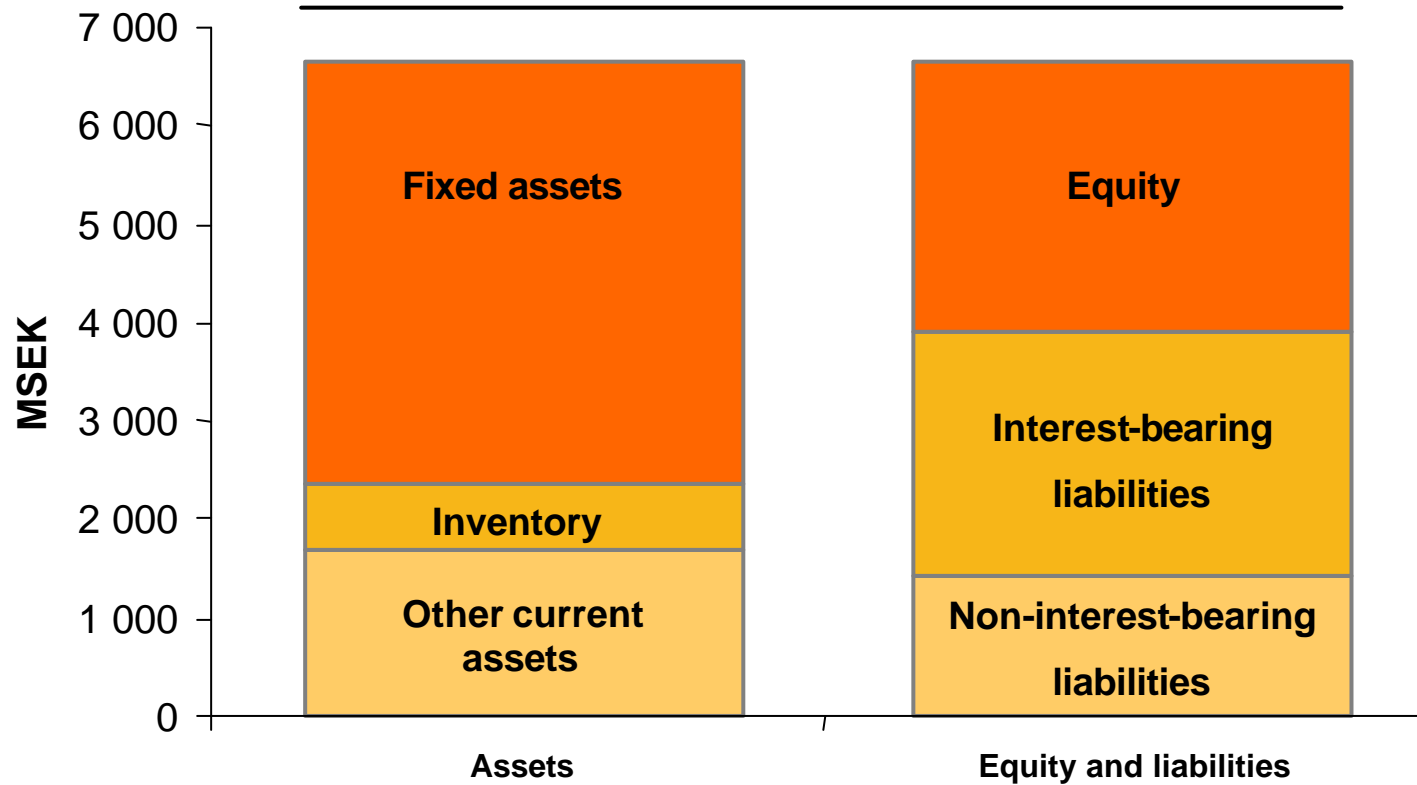 7 000
6 000
5 000
4 000
3 000
2 000
1 000
0
MSEK
Fixed assets
Inventory
Other current
assets
Equity
Interest-bearing
liabilities
Non-interest-bearing
liabilities
Assets
Equity and liabilities